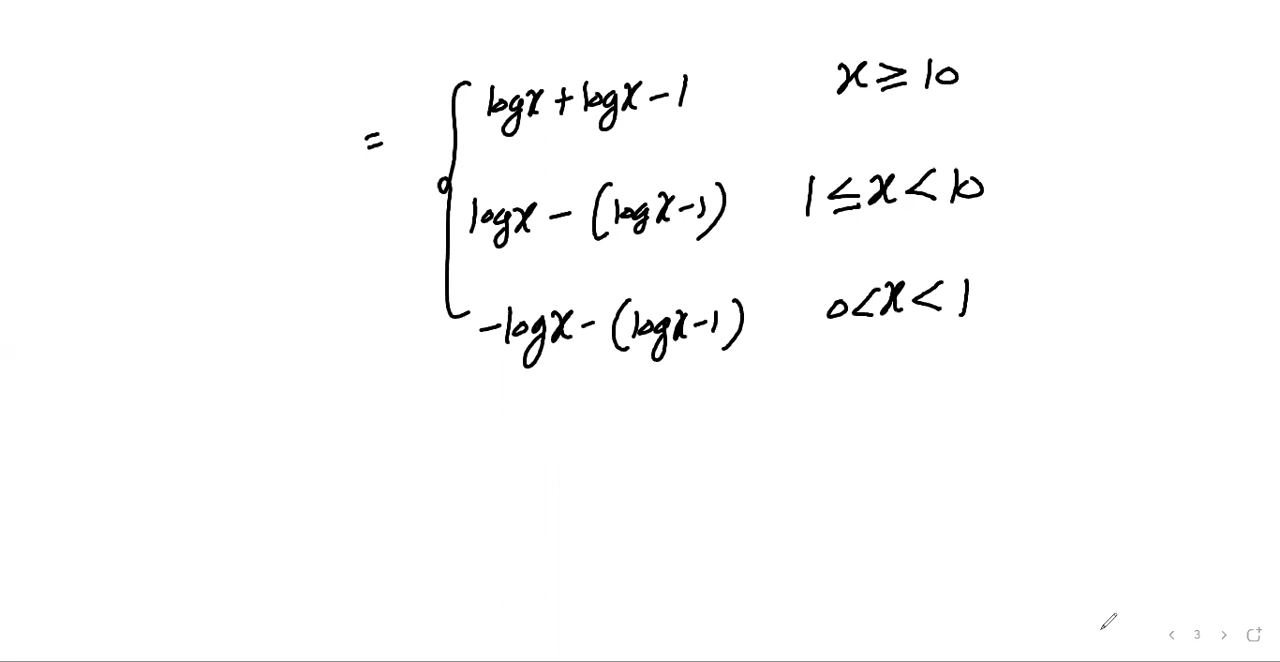 logx + logx - 1 x ≥ 10
=
logx - (logx-1) 1 ≤ x < 10
-logx - (logx-1) 0<x< 1
< 3 >